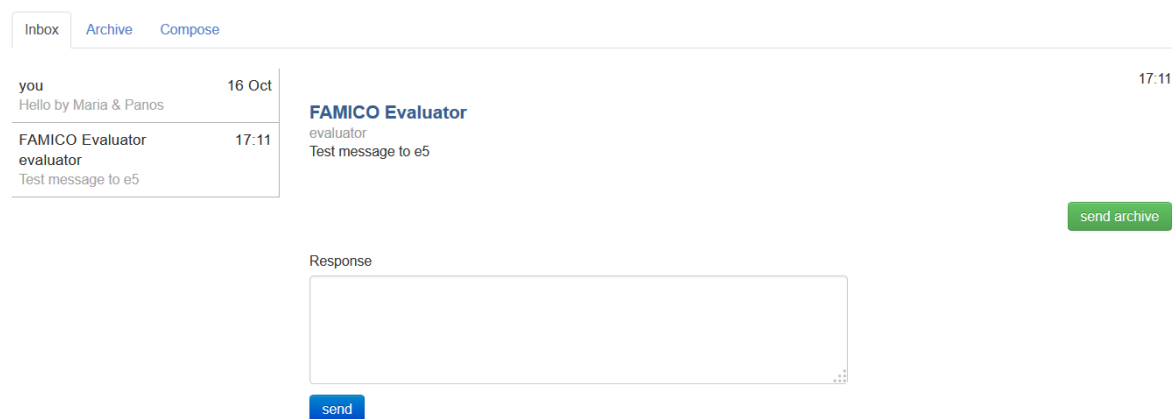 Inbox Archive Compose
you 16 Oct
Hello by Maria & Panos
FAMICO Evaluator 17:11
evaluator
Test message to e5
17:11
FAMICO Evaluator
evaluator
Test message to e5
send archive
Response
send